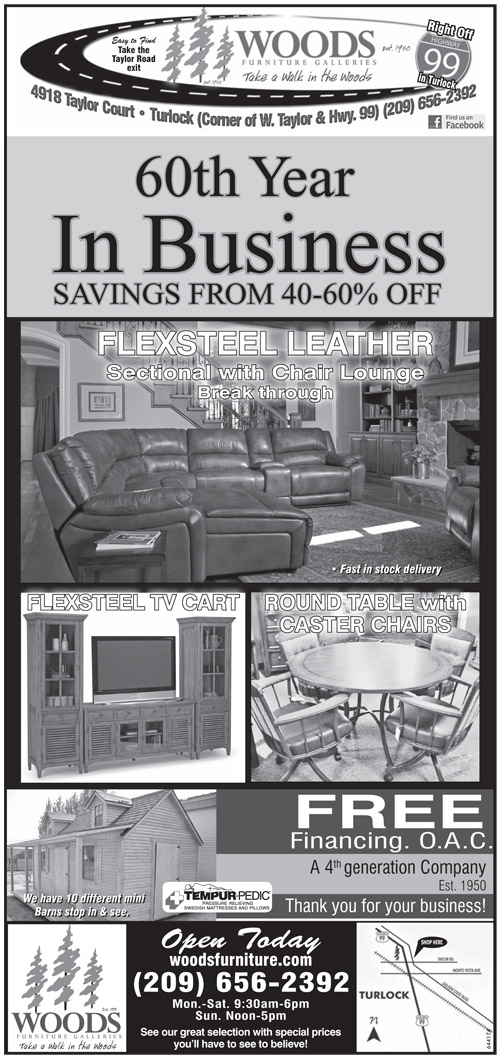 Easy to Find
Take the
Taylor Road
exit
WOODS
est. 1950
FURNITURE GALLERIES
Take a Walk in the Woods
Right Off
HIGHWAY
99
in Turlock
4918 Taylor Court • Turlock (Corner of W. Taylor & Hwy. 99) (209) 656-2392
Find us on
Facebook
60th Year
In Business
SAVINGS FROM 40-60% OFF
FLEXSTEEL LEATHER
Sectional with Chair Lounge
Break through
• Fast in stock delivery
FLEXSTEEL TV CART
ROUND TABLE with
CASTER CHAIRS
We have 10 different mini
Barns stop in & see.
TEMPUR-PEDIC
PRESSURE RELIEVING
SWEDISH MATTRESSES AND PILLOWS
FREE
Financing. O.A.C.
A 4th generation Company
Est. 1950
Thank you for your business!
Est. 1950
WOODS
FURNITURE GALLERIES
Take a Walk in the Woods
Open Today
woodsfurniture.com
(209) 656-2392
Mon.-Sat. 9:30am-6pm
Sun. Noon-5pm
See our great selection with special prices
you'll have to see to believe!
99
SHOP HERE
TAYLOR RD.
MONTE VISTA AVE.
GOLDEN STATE BLVD.
TURLOCK
99
N